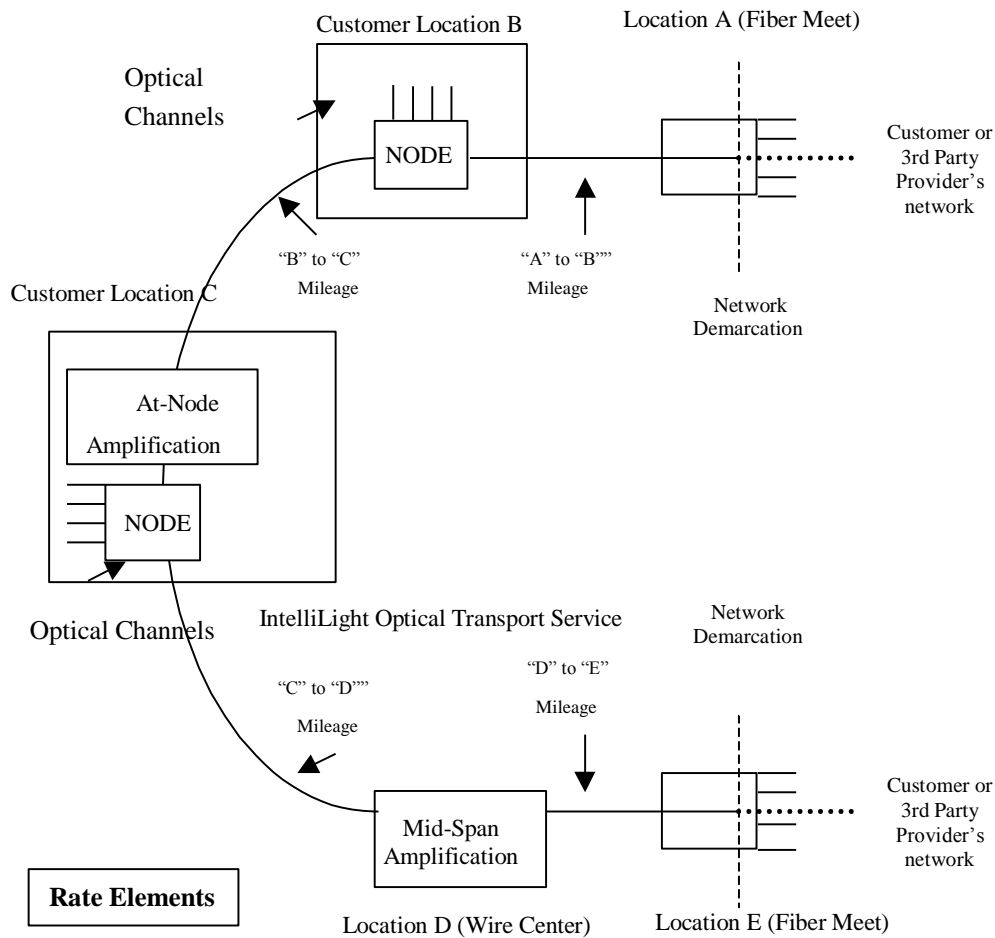 Customer Location B
Location A (Fiber Meet)
Optical
Channels
NODE
Customer or
3rd Party
Provider's
network
“B” to “C”
Mileage
“A” to “B””
Mileage
Network
Demarcation
Customer Location C
At-Node
Amplification
NODE
Optical Channels
IntelliLight Optical Transport Service
Network
Demarcation
“C” to “D””
Mileage
“D” to “E”
Mileage
Mid-Span
Amplification
Customer or
3rd Party
Provider's
network
Rate Elements
Location D (Wire Center)
Location E (Fiber Meet)